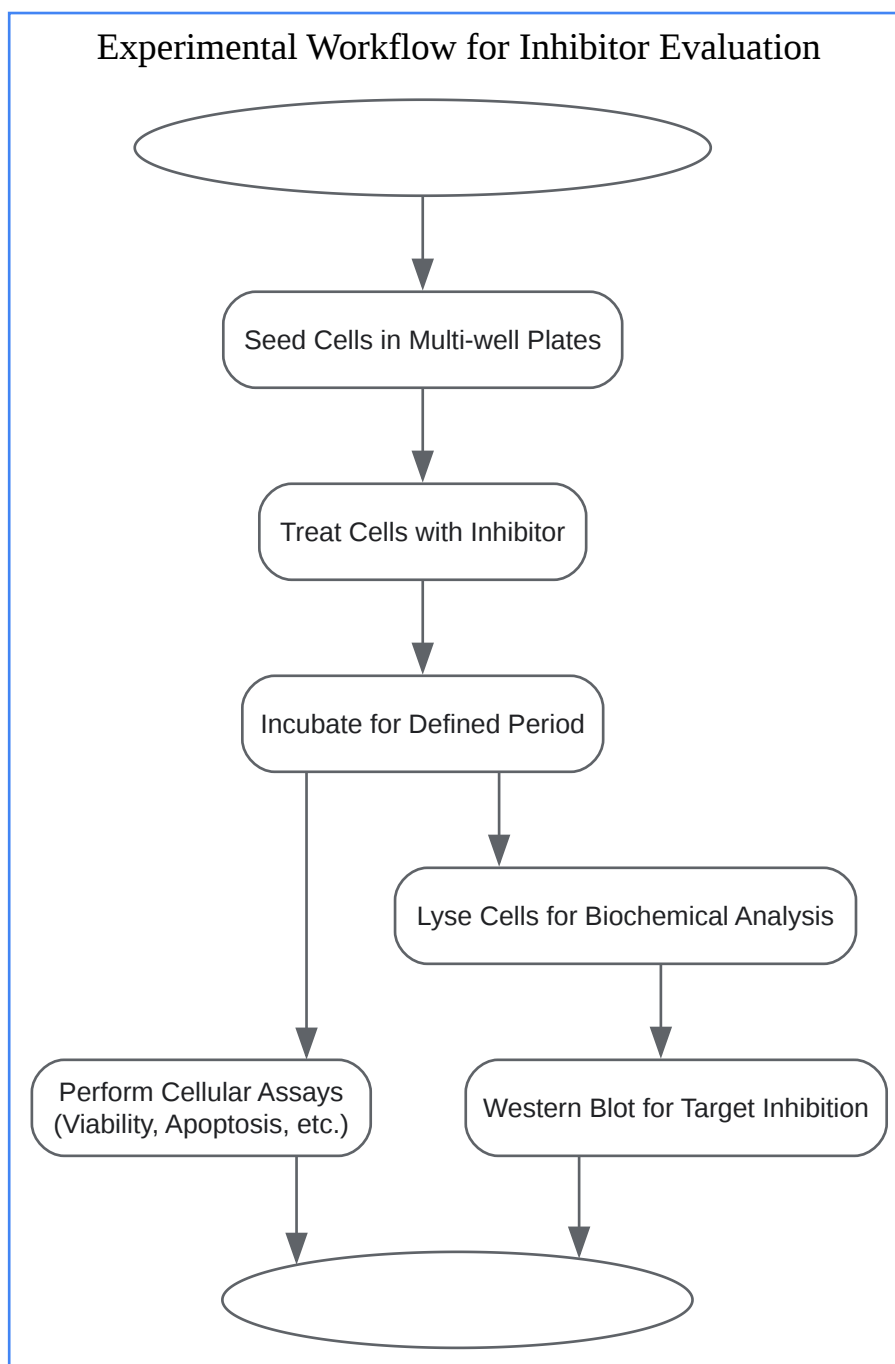 Experimental Workflow for Inhibitor Evaluation
Seed Cells in Multi-well Plates
Treat Cells with Inhibitor
Incubate for Defined Period
Lyse Cells for Biochemical Analysis
Perform Cellular Assays
(Viability, Apoptosis, etc.)
Western Blot for Target Inhibition